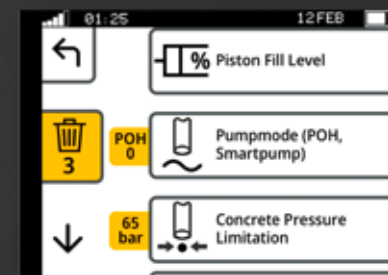 01:25 12FEB
% Piston Fill Level
3
POH
0
Pumpmode (POH,
Smartpump)
65
bar
Concrete Pressure
Limitation